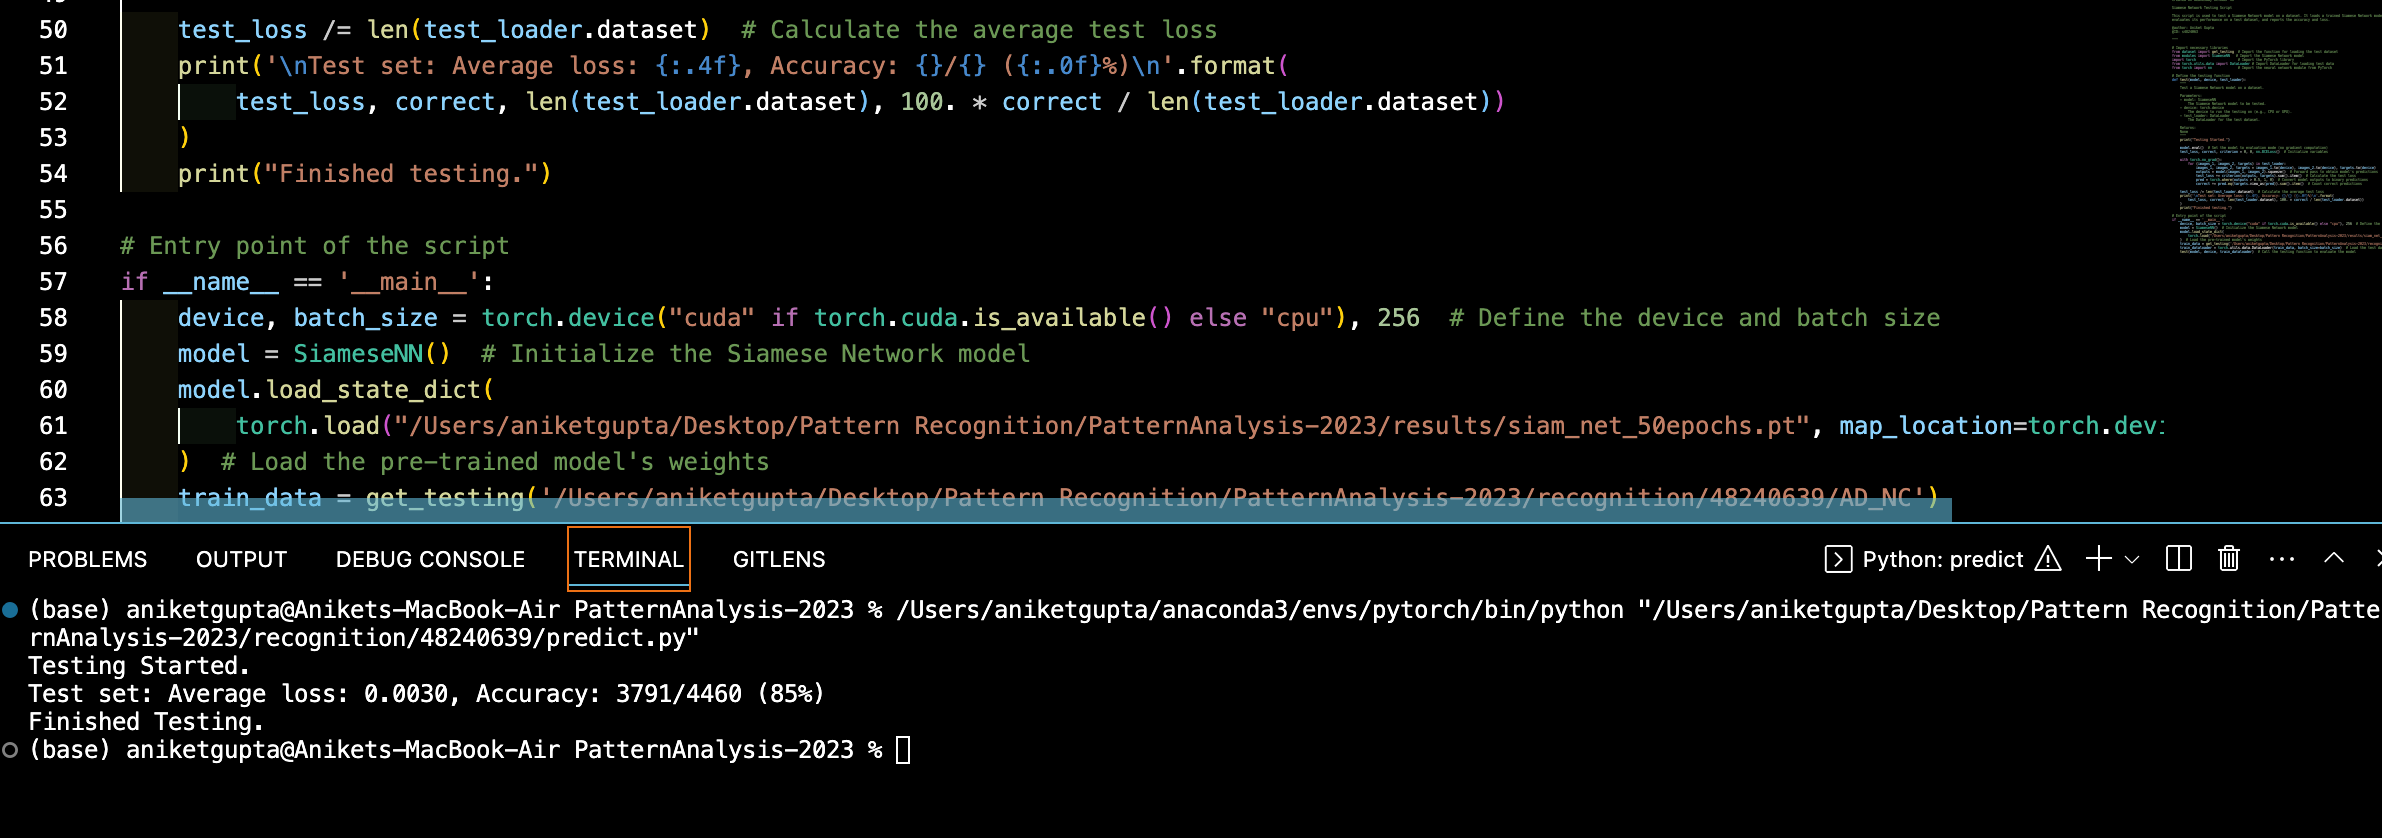 50 test_loss /= len(test_loader.dataset)  # Calculate the average test loss
51 print('\nTest set: Average loss: {:.4f}, Accuracy: {}/{} ({:.0f}%)\n'.format(
52 test_loss, correct, len(test_loader.dataset), 100. * correct / len(test_loader.dataset))
53 )
54 print("Finished testing.")
55
56 # Entry point of the script
57 if __name__ == '__main__':
58 device, batch_size = torch.device("cuda" if torch.cuda.is_available() else "cpu"), 256  # Define the device and batch size
59 model = SiameseNN()  # Initialize the Siamese Network model
60 model.load_state_dict(
61 torch.load("/Users/aniketgupta/Desktop/Pattern Recognition/PatternAnalysis-2023/results/siam_net_50epochs.pt", map_location=torch.devi
62 )  # Load the pre-trained model's weights
63 train_data = get_testing('/Users/aniketgupta/Desktop/Pattern Recognition/PatternAnalysis-2023/recognition/48240639/AD_NC')
PROBLEMS OUTPUT DEBUG CONSOLE TERMINAL GITLENS Python: predict
(base) aniketgupta@Anikets-MacBook-Air PatternAnalysis-2023 % /Users/aniketgupta/anaconda3/envs/pytorch/bin/python "/Users/aniketgupta/Desktop/Pattern Recognition/Patte
rnAnalysis-2023/recognition/48240639/predict.py"
Testing Started.
Test set: Average loss: 0.0030, Accuracy: 3791/4460 (85%)
Finished Testing.
(base) aniketgupta@Anikets-MacBook-Air PatternAnalysis-2023 %